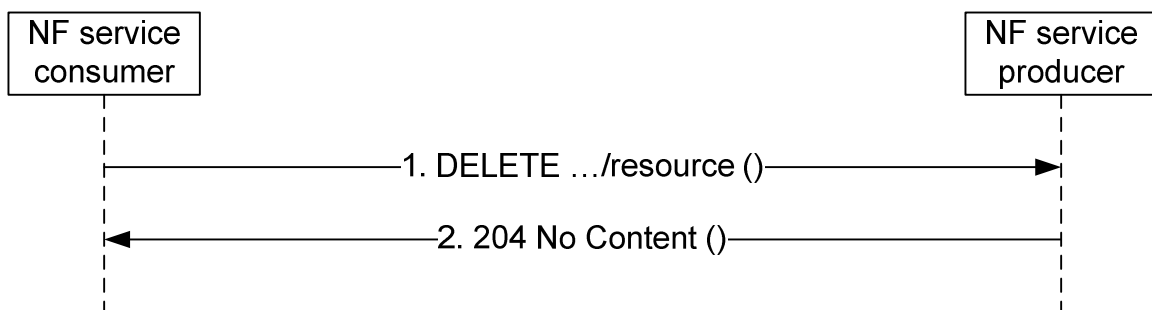 NF service
consumer
NF service
producer
1. DELETE …/resource ()
2. 204 No Content ()